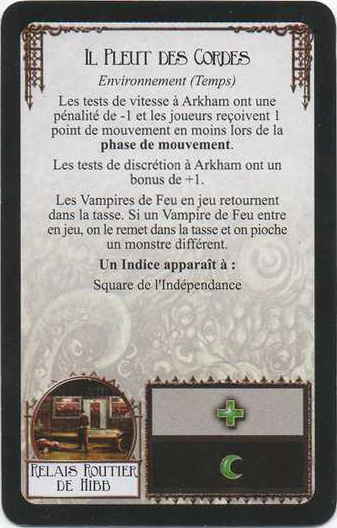 Il Pleut des Cordes
Environnement (Temps)
Les tests de vitesse à Arkham ont une
pénalité de -1 et les joueurs reçoivent 1
point de mouvement en moins lors de la
phase de mouvement.
Les tests de discrétion à Arkham ont un
bonus de +1.
Les Vampires de Feu en jeu retournent
dans la tasse. Si un Vampire de Feu entre
en jeu, on le remet dans la tasse et on pioche
un monstre différent.
Un Indice apparaît à :
Square de l'Indépendance
Relais Routier
de Hibb